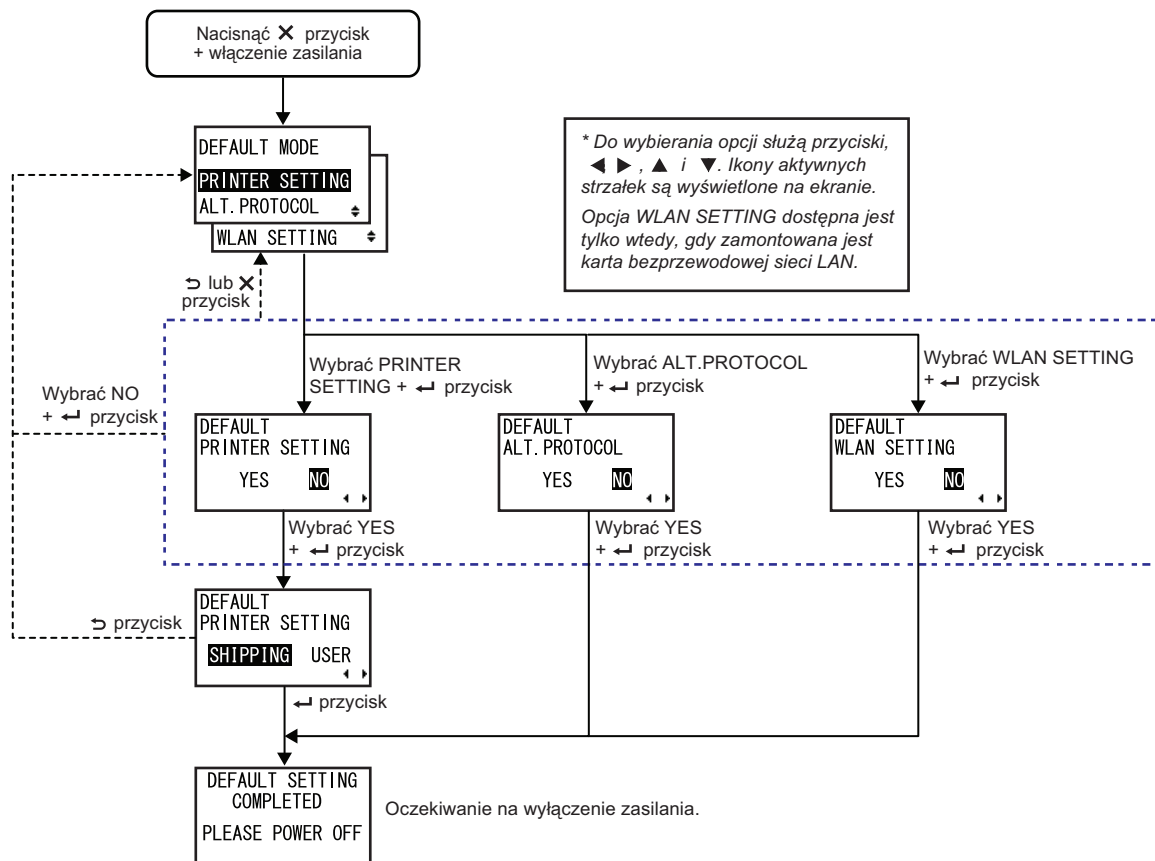 Nacisnąć ✕ przycisk
+ włączenie zasilania
DEFAULT MODE
PRINTER SETTING
ALT.PROTOCOL
WLAN SETTING
* Do wybierania opcji służą przyciski,
◀ ▶ , ▲ i ▼. Ikony aktywnych
strzałek są wyświetlone na ekranie.
Opcja WLAN SETTING dostępna jest
tylko wtedy, gdy zamontowana jest
karta bezprzewodowej sieci LAN.
⮌ lub ✕
przycisk
Wybrać NO
+ ↵ przycisk
Wybrać PRINTER
SETTING + ↵ przycisk
Wybrać ALT.PROTOCOL
+ ↵ przycisk
Wybrać WLAN SETTING
+ ↵ przycisk
DEFAULT
PRINTER SETTING
YES NO
DEFAULT
ALT.PROTOCOL
YES NO
DEFAULT
WLAN SETTING
YES NO
Wybrać YES
+ ↵ przycisk
Wybrać YES
+ ↵ przycisk
Wybrać YES
+ ↵ przycisk
⮌ przycisk
DEFAULT
PRINTER SETTING
SHIPPING USER
↵ przycisk
DEFAULT SETTING
COMPLETED
PLEASE POWER OFF
Oczekiwanie na wyłączenie zasilania.